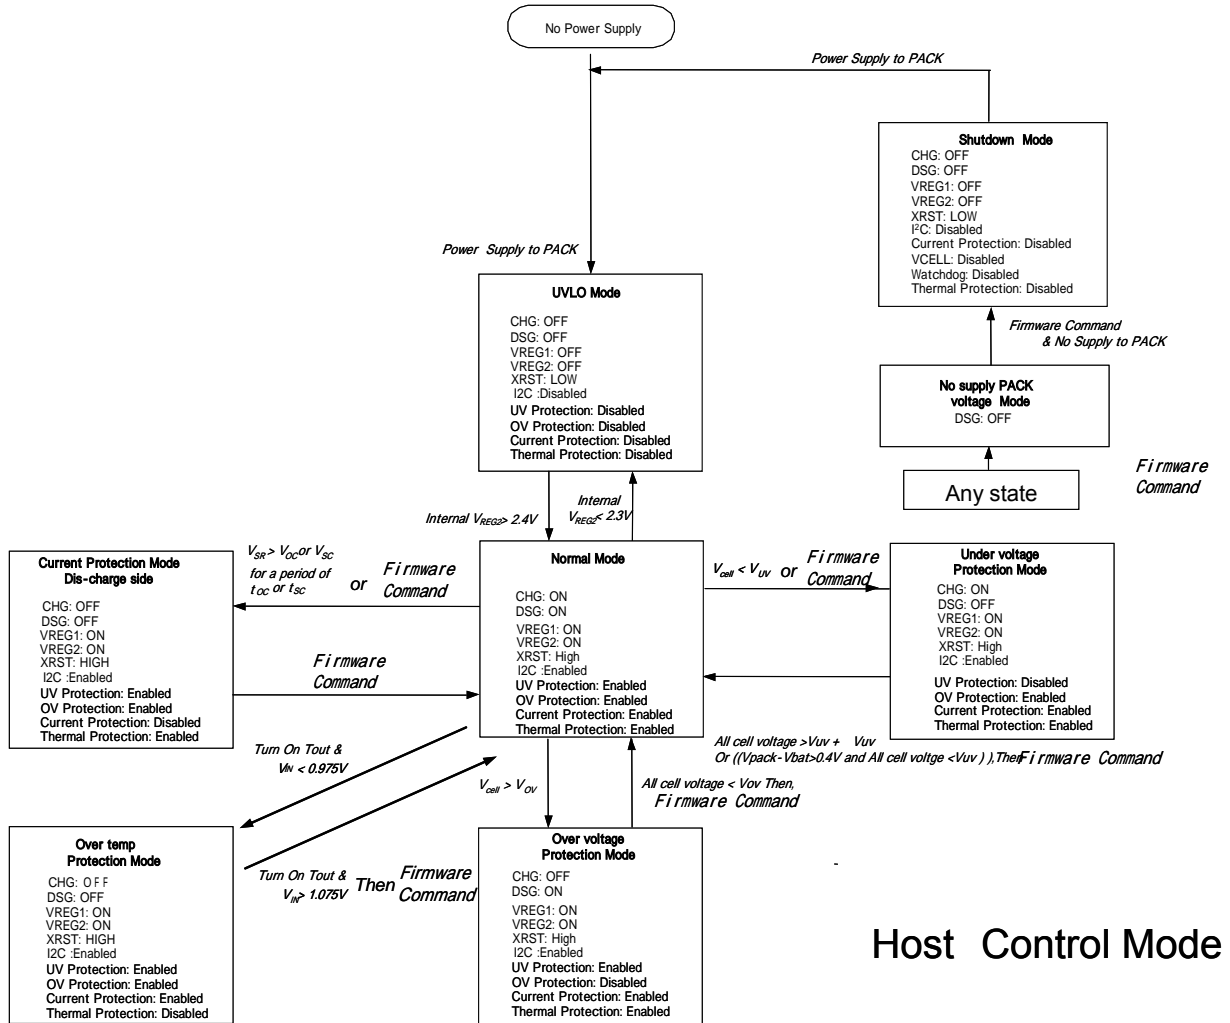 No Power Supply
Power Supply to PACK
Shutdown Mode
CHG: OFF
DSG: OFF
VREG1: OFF
VREG2: OFF
XRST: LOW
I²C: Disabled
Current Protection: Disabled
VCELL: Disabled
Watchdog: Disabled
Thermal Protection: Disabled
Power Supply to PACK
UVLO Mode
CHG: OFF
DSG: OFF
VREG1: OFF
VREG2: OFF
XRST: LOW
I2C :Disabled
UV Protection: Disabled
OV Protection: Disabled
Current Protection: Disabled
Thermal Protection: Disabled
Firmware Command
& No Supply to PACK
No supply PACK
voltage Mode
DSG: OFF
Any state
Firmware
Command
Internal VREG2> 2.4V
Internal
VREG2< 2.3V
Current Protection Mode
Dis-charge side
CHG: OFF
DSG: OFF
VREG1: ON
VREG2: ON
XRST: HIGH
I2C :Enabled
UV Protection: Enabled
OV Protection: Enabled
Current Protection: Disabled
Thermal Protection: Enabled
VSR > VOC or VSC
for a period of
tOC or tSC
or
Firmware
Command
Firmware
Command
Normal Mode
CHG: ON
DSG: ON
VREG1: ON
VREG2: ON
XRST: High
I2C :Enabled
UV Protection: Enabled
OV Protection: Enabled
Current Protection: Enabled
Thermal Protection: Enabled
Vcell < VUV or
Firmware
Command
Under voltage
Protection Mode
CHG: ON
DSG: OFF
VREG1: ON
VREG2: ON
XRST: High
I2C :Enabled
UV Protection: Disabled
OV Protection: Enabled
Current Protection: Enabled
Thermal Protection: Enabled
All cell voltage >Vuv + Vuv
Or ((Vpack-Vbat>0.4V and All cell voltge <Vuv ) ),Then Firmware Command
Turn On Tout &
VIN < 0.975V
Vcell > VOV
All cell voltage < Vov Then,
Firmware Command
Over temp
Protection Mode
CHG: OFF
DSG: OFF
VREG1: ON
VREG2: ON
XRST: HIGH
I2C :Enabled
UV Protection: Enabled
OV Protection: Enabled
Current Protection: Enabled
Thermal Protection: Disabled
Turn On Tout &
VIN> 1.075V
Then
Firmware
Command
Over voltage
Protection Mode
CHG: OFF
DSG: ON
VREG1: ON
VREG2: ON
XRST: High
I2C :Enabled
UV Protection: Enabled
OV Protection: Disabled
Current Protection: Enabled
Thermal Protection: Enabled
Host Control Mode